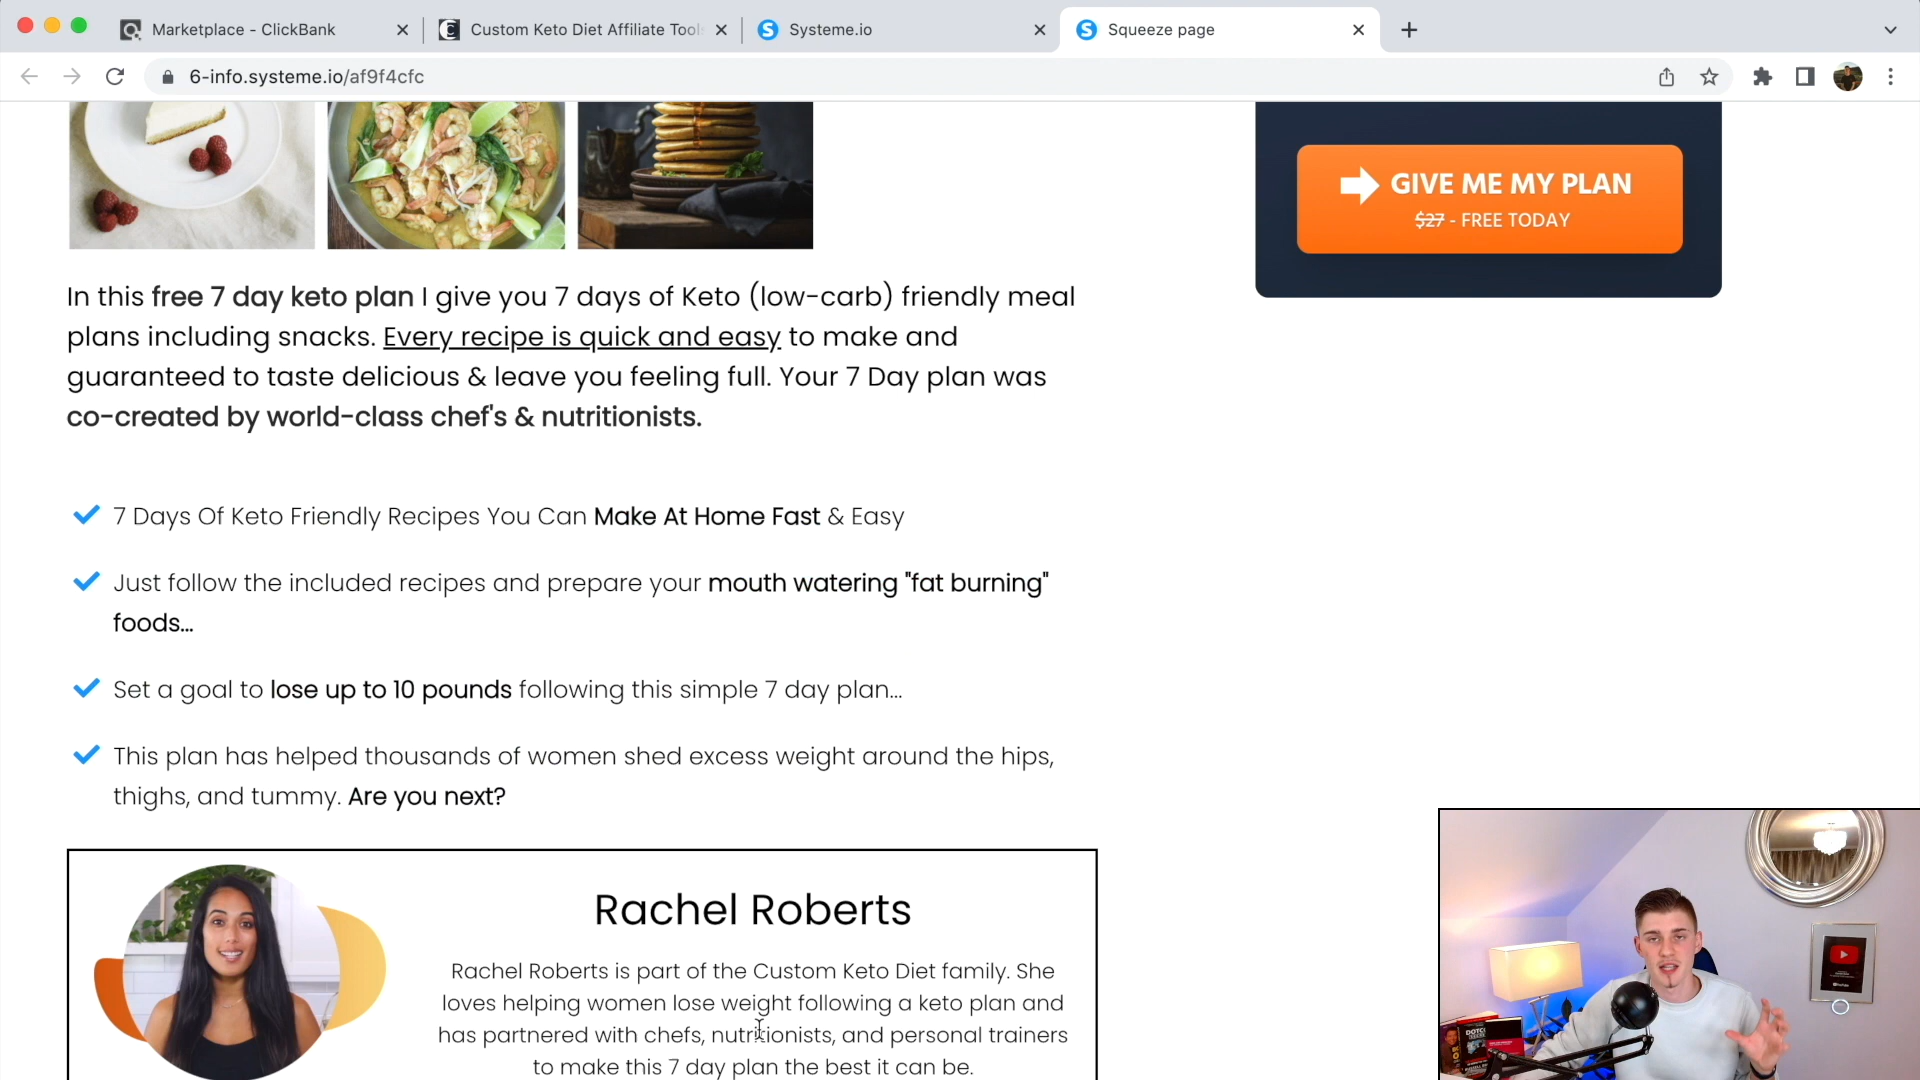 Marketplace - ClickBank
Custom Keto Diet Affiliate Tool
Systeme.io
Squeeze page
6-info.systeme.io/af9f4cfc
GIVE ME MY PLAN
$27 - FREE TODAY
In this free 7 day keto plan I give you 7 days of Keto (low-carb) friendly meal
plans including snacks. Every recipe is quick and easy to make and
guaranteed to taste delicious & leave you feeling full. Your 7 Day plan was
co-created by world-class chef's & nutritionists.
7 Days Of Keto Friendly Recipes You Can Make At Home Fast & Easy
Just follow the included recipes and prepare your mouth watering "fat burning"
foods...
Set a goal to lose up to 10 pounds following this simple 7 day plan...
This plan has helped thousands of women shed excess weight around the hips,
thighs, and tummy. Are you next?
Rachel Roberts
Rachel Roberts is part of the Custom Keto Diet family. She
loves helping women lose weight following a keto plan and
has partnered with chefs, nutritionists, and personal trainers
to make this 7 day plan the best it can be.